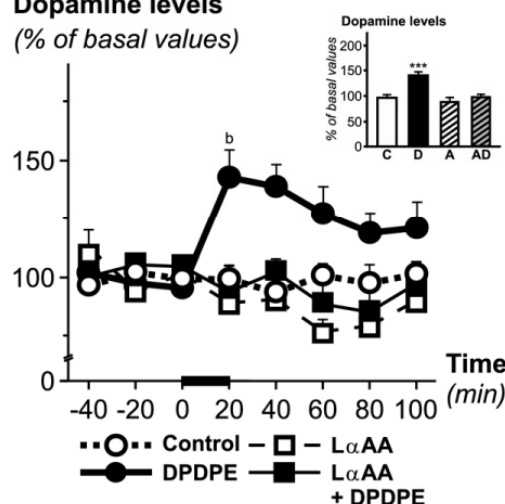 Dopamine levels
(% of basal values)
150
100
0
-40 -20 0 20 40 60 80 100
b
Time
(min)
Dopamine levels
% of basal values
200
150
100
50
0
***
C D A AD
Control
LαAA
DPDPE
LαAA
+ DPDPE